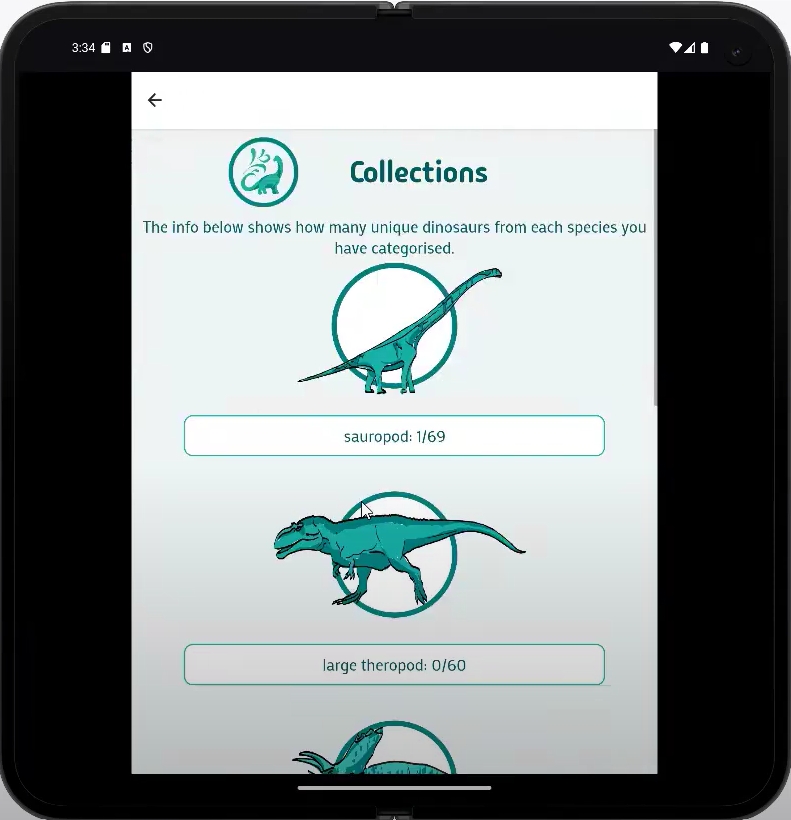 3:34
Collections
The info below shows how many unique dinosaurs from each species you
have categorised.
sauropod: 1/69
large theropod: 0/60